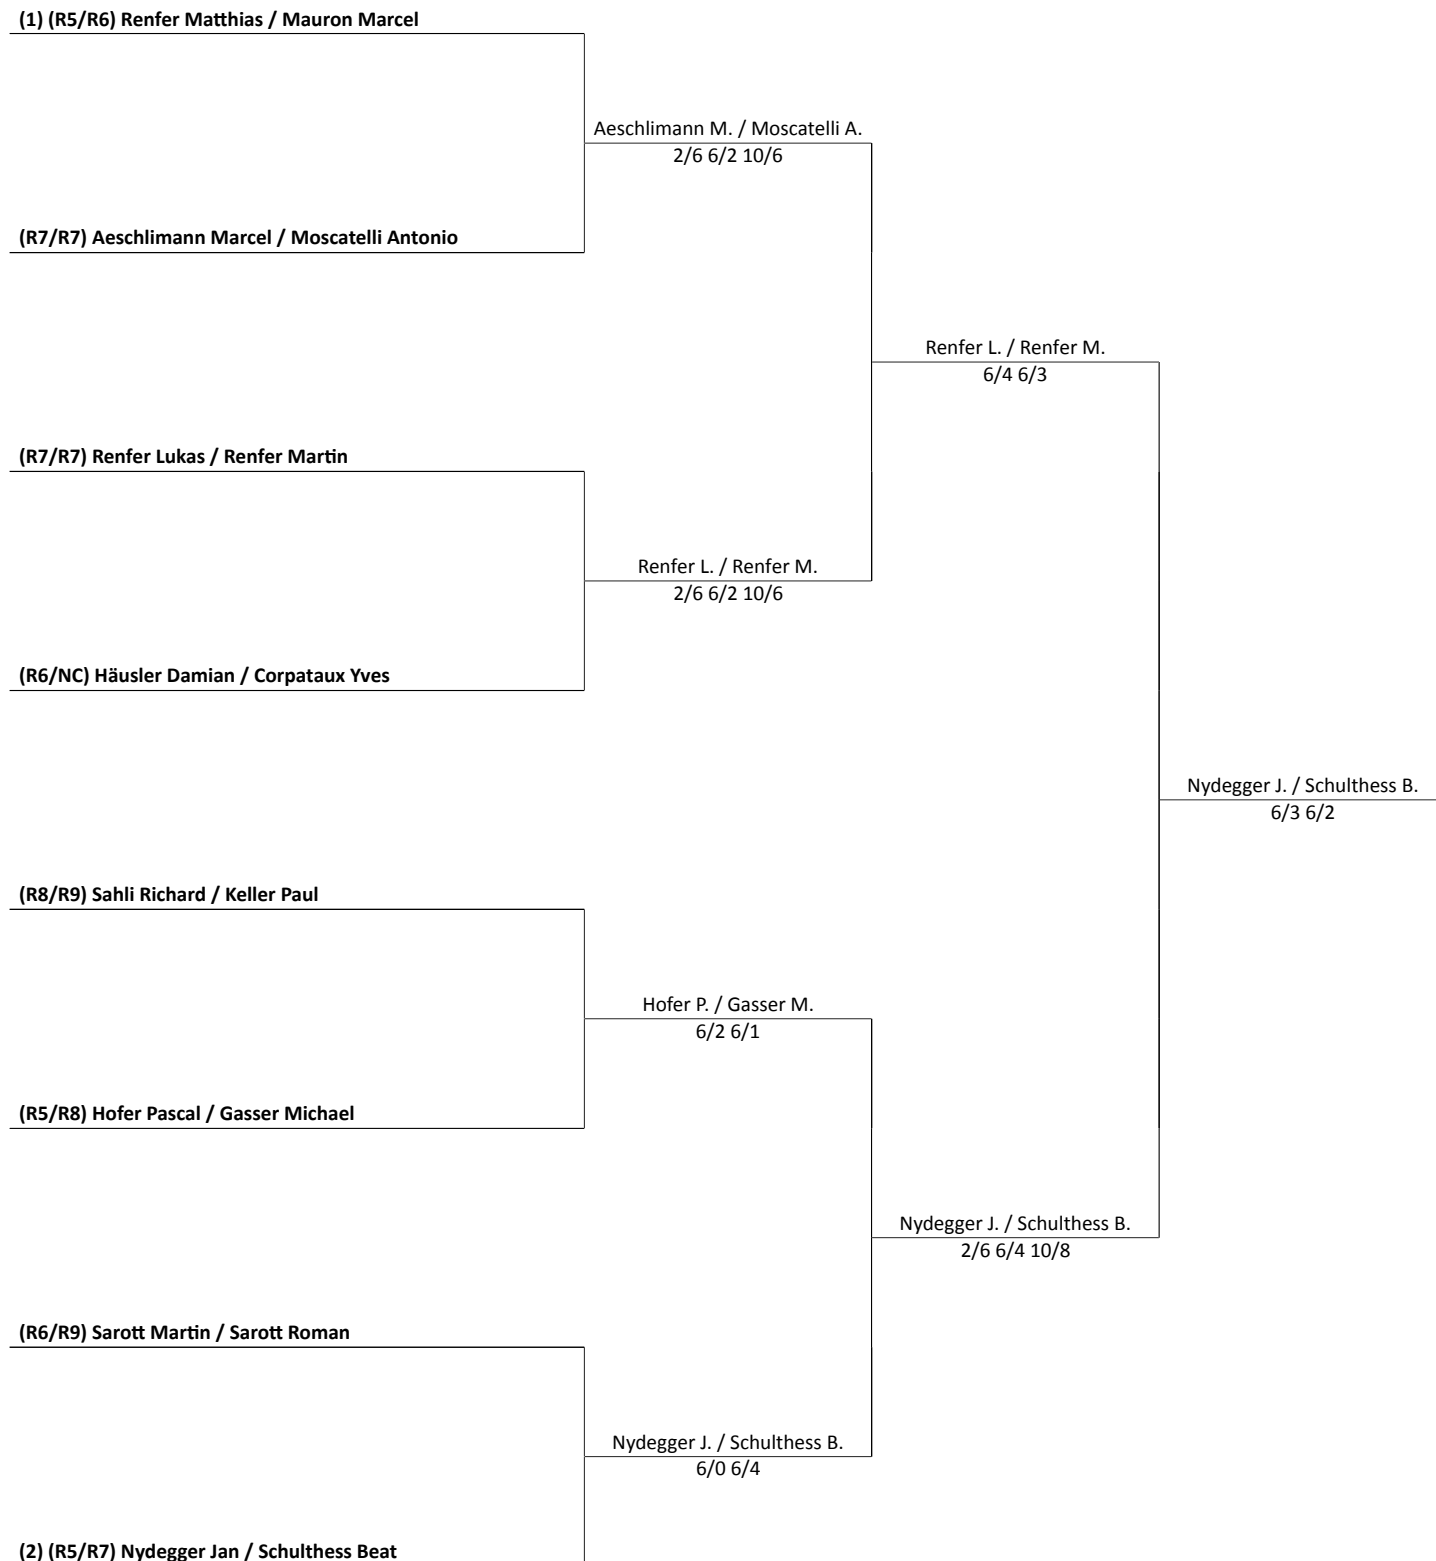 (1) (R5/R6) Renfer Matthias / Mauron Marcel
Aeschlimann M. / Moscatelli A.
2/6 6/2 10/6
(R7/R7) Aeschlimann Marcel / Moscatelli Antonio
Renfer L. / Renfer M.
6/4 6/3
(R7/R7) Renfer Lukas / Renfer Martin
Renfer L. / Renfer M.
2/6 6/2 10/6
(R6/NC) Häusler Damian / Corpataux Yves
Nydegger J. / Schulthess B.
6/3 6/2
(R8/R9) Sahli Richard / Keller Paul
Hofer P. / Gasser M.
6/2 6/1
(R5/R8) Hofer Pascal / Gasser Michael
Nydegger J. / Schulthess B.
2/6 6/4 10/8
(R6/R9) Sarott Martin / Sarott Roman
Nydegger J. / Schulthess B.
6/0 6/4
(2) (R5/R7) Nydegger Jan / Schulthess Beat